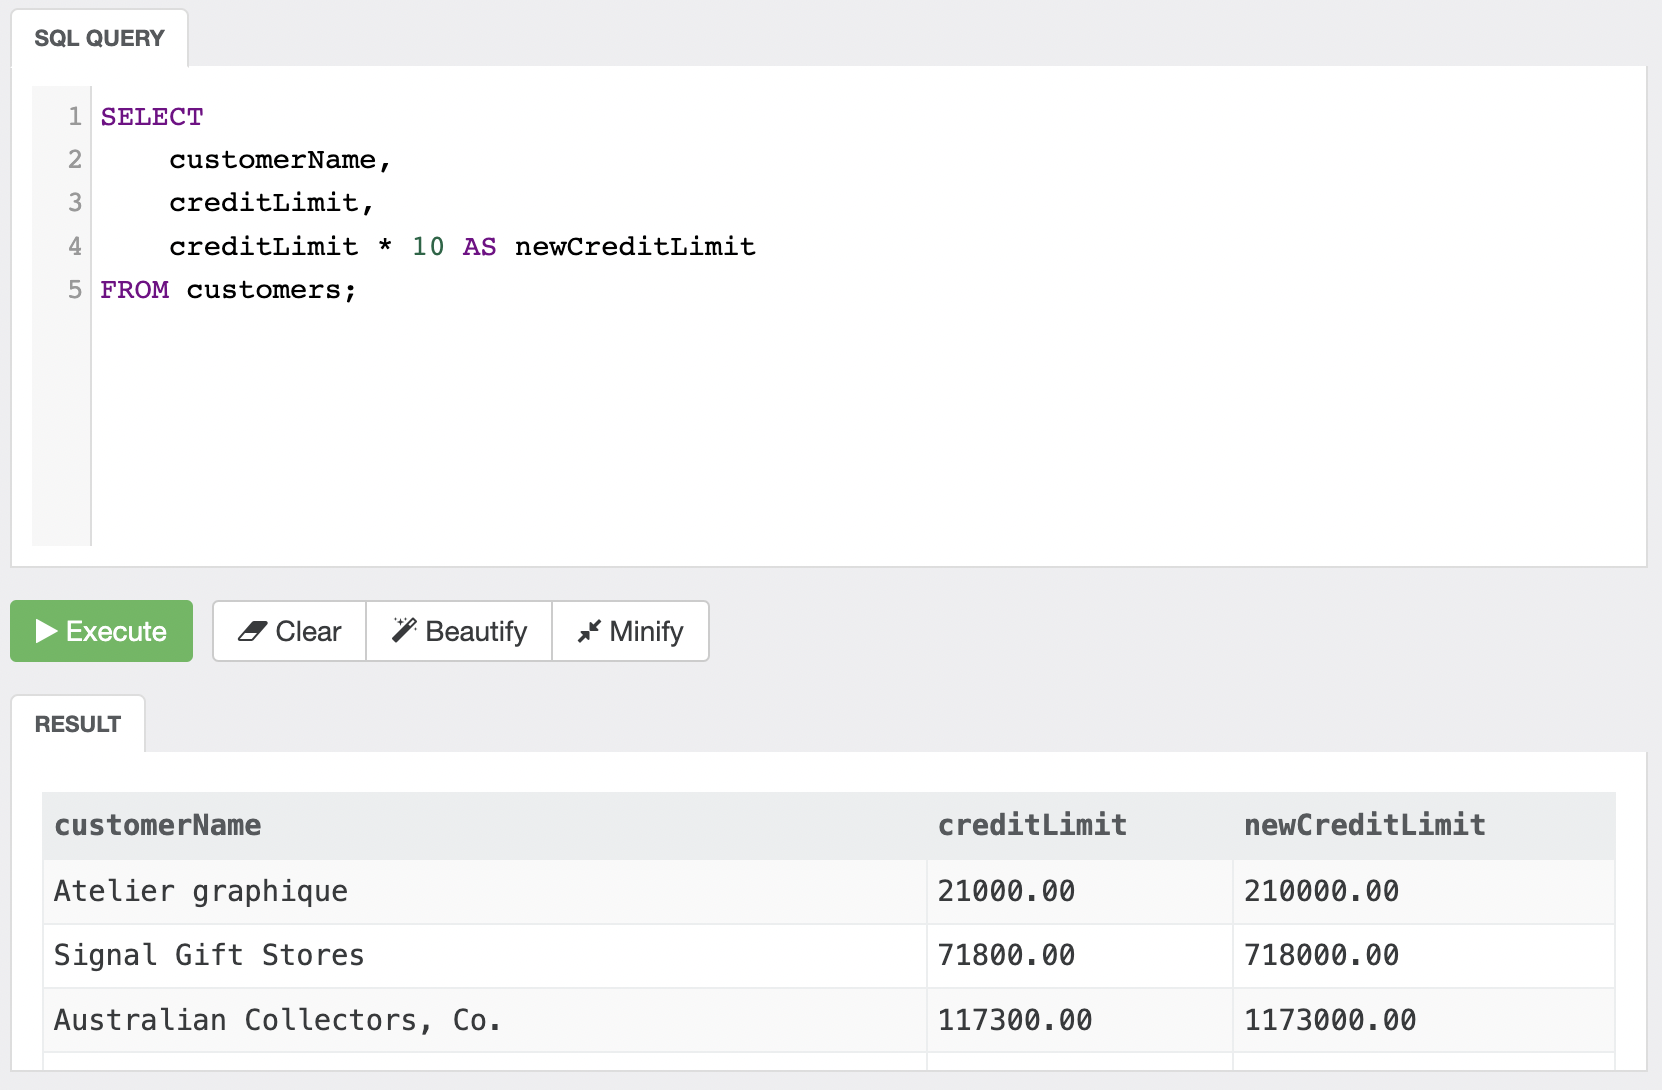 SQL QUERY
1 SELECT
2     customerName,
3     creditLimit,
4     creditLimit * 10 AS newCreditLimit
5 FROM customers;
Execute Clear Beautify Minify
RESULT
customerName creditLimit newCreditLimit
Atelier graphique 21000.00 210000.00
Signal Gift Stores 71800.00 718000.00
Australian Collectors, Co. 117300.00 1173000.00